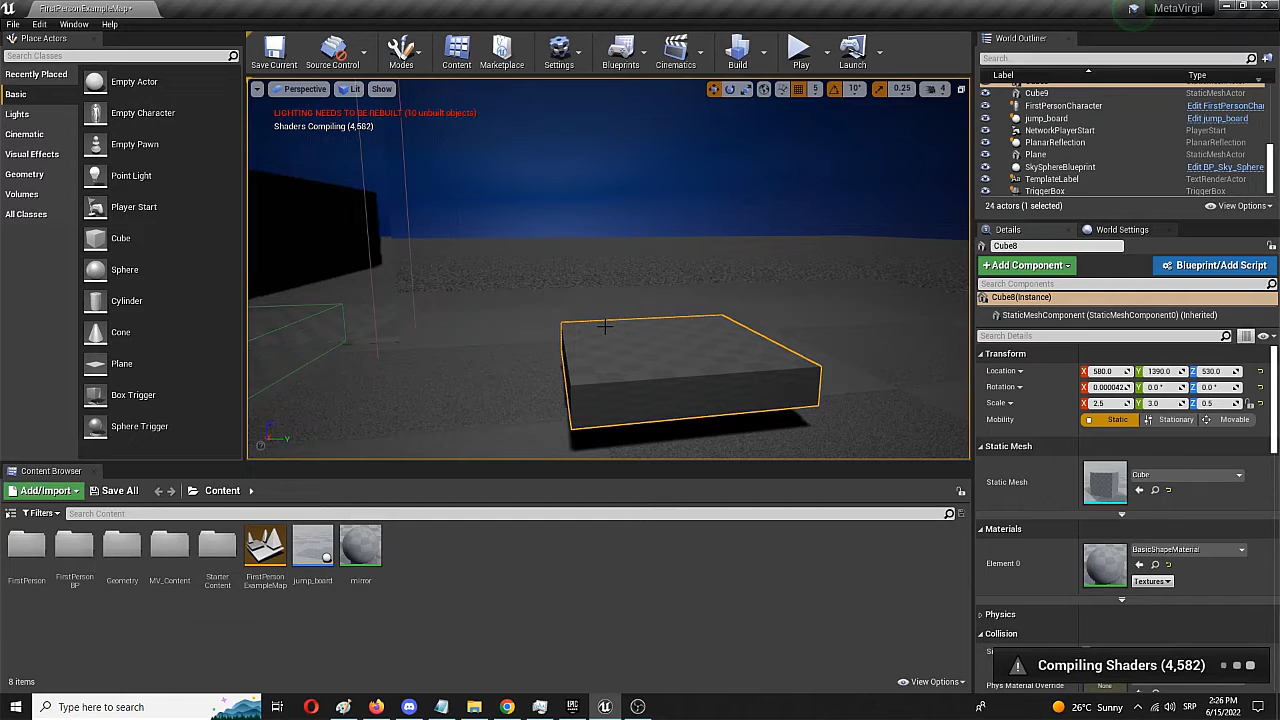 FirstPersonExampleMap*
MetaVirgil
File Edit Window Help
Place Actors
Search Classes
Recently Placed
Basic
Lights
Cinematic
Visual Effects
Geometry
Volumes
All Classes
Empty Actor
Empty Character
Empty Pawn
Point Light
Player Start
Cube
Sphere
Cylinder
Cone
Plane
Box Trigger
Sphere Trigger
Save Current
Source Control
Modes
Content
Marketplace
Settings
Blueprints
Cinematics
Build
Play
Launch
Perspective Lit Show
5 10° 0.25 4
LIGHTING NEEDS TO BE REBUILT (10 unbuilt objects)
Shaders Compiling (4,582)
World Outliner
Search...
Label Type
Cube9 StaticMeshActor
FirstPersonCharacter Edit FirstPersonCha
jump_board Edit jump_board
NetworkPlayerStart PlayerStart
PlanarReflection PlanarReflection
Plane StaticMeshActor
SkySphereBlueprint Edit BP_Sky_Sphere
TemplateLabel TextRenderActor
TriggerBox TriggerBox
24 actors (1 selected) View Options
Details World Settings
Cube8
+Add Component Blueprint/Add Script
Search Components
Cube8(Instance)
StaticMeshComponent (StaticMeshComponent0) (Inherited)
Search Details
Transform
Location X 580.0 Y 1390.0 Z 530.0
Rotation X 0.000042 Y 0.0° Z 0.0°
Scale X 2.5 Y 3.0 Z 0.5
Mobility Static Stationary Movable
Static Mesh
Static Mesh Cube
Materials
Element 0 BasicShapeMaterial
Textures
Physics
Collision
Phys Material Override None
Compiling Shaders (4,582)
Content Browser
Add/Import Save All Content
Filters Search Content
FirstPerson
FirstPerson BP
Geometry
MV_Content
Starter Content
FirstPerson ExampleMap
jump_board
mirror
8 items View Options
Type here to search
26°C Sunny SRP 2:26 PM 6/15/2022